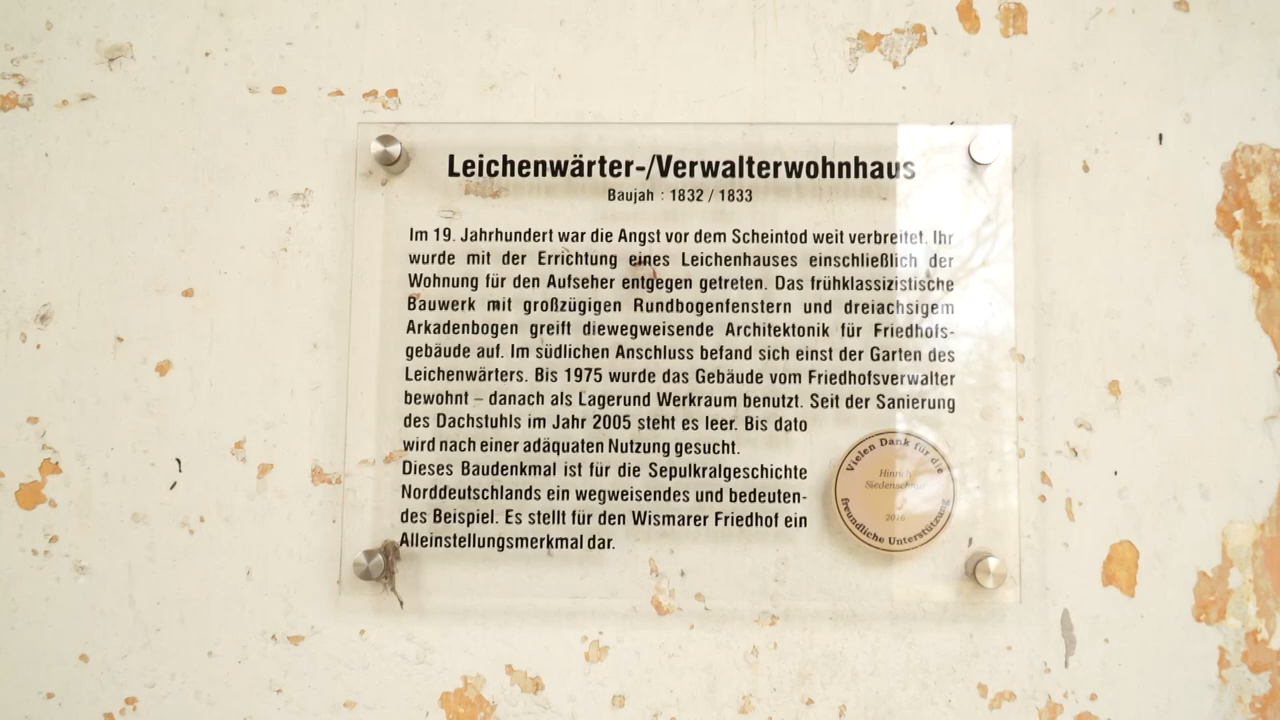 Leichenwärter-/Verwalterwohnhaus
Baujah : 1832 / 1833
Im 19. Jahrhundert war die Angst vor dem Scheintod weit verbreitet. Ihr
wurde mit der Errichtung eines Leichenhauses einschließlich der
Wohnung für den Aufseher entgegen getreten. Das frühklassizistische
Bauwerk mit großzügigen Rundbogenfenstern und dreiachsigem
Arkadenbogen greift diewegweisende Architektonik für Friedhofs-
gebäude auf. Im südlichen Anschluss befand sich einst der Garten des
Leichenwärters. Bis 1975 wurde das Gebäude vom Friedhofsverwalter
bewohnt – danach als Lagerund Werkraum benutzt. Seit der Sanierung
des Dachstuhls im Jahr 2005 steht es leer. Bis dato
wird nach einer adäquaten Nutzung gesucht.
Dieses Baudenkmal ist für die Sepulkralgeschichte
Norddeutschlands ein wegweisendes und bedeuten-
des Beispiel. Es stellt für den Wismarer Friedhof ein
Alleinstellungsmerkmal dar.
Vielen Dank für die
Hinrich
2016
freundliche Unterstützung